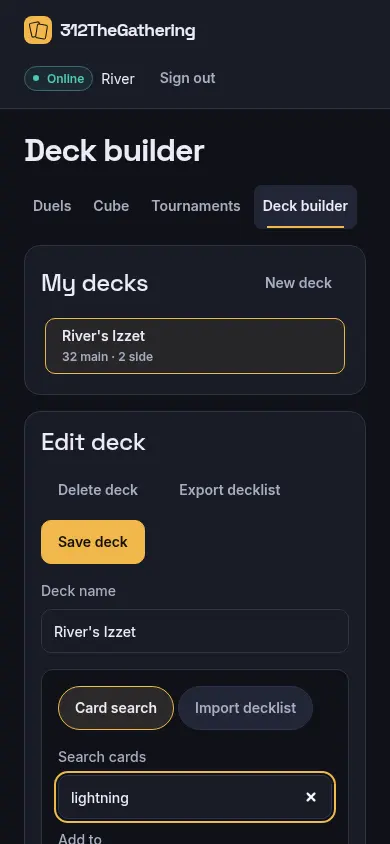 312TheGathering
Online River Sign out
Deck builder
Duels Cube Tournaments Deck builder
My decks New deck
River's Izzet
32 main · 2 side
Edit deck
Delete deck Export decklist
Save deck
Deck name
River's Izzet
Card search Import decklist
Search cards
lightning ×
Add to